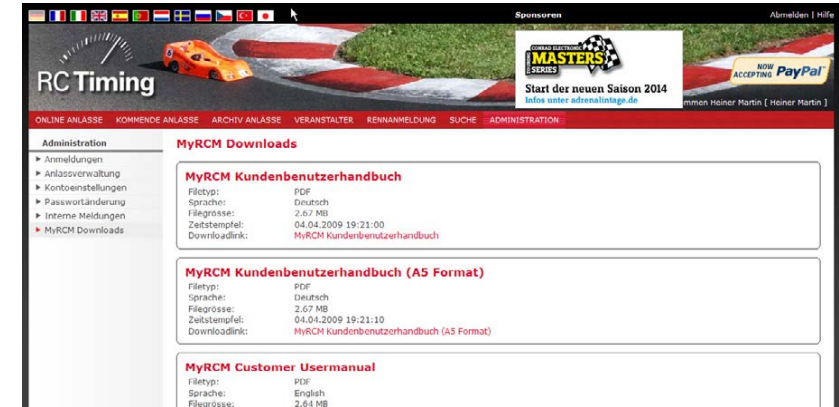 Sponsoren
Abmelden | Hilfe
RC Timing
CONRAD ELECTRONIC
MASTERS
SERIES
Start der neuen Saison 2014
Infos unter adrenalintage.de
NOW
ACCEPTING PayPal
mmen Heiner Martin [ Heiner Martin ]
ONLINE ANLÄSSE KOMMENDE ANLÄSSE ARCHIV ANLÄSSE VERANSTALTER RENNANMELDUNG SUCHE ADMINISTRATION
Administration
Anmeldungen
Anlassverwaltung
Kontoeinstellungen
Passwortänderung
Interne Meldungen
MyRCM Downloads
MyRCM Downloads
MyRCM Kundenbenutzerhandbuch
Filetyp: PDF
Sprache: Deutsch
Filegrösse: 2.67 MB
Zeitstempel: 04.04.2009 19:21:00
Downloadlink: MyRCM Kundenbenutzerhandbuch
MyRCM Kundenbenutzerhandbuch (A5 Format)
Filetyp: PDF
Sprache: Deutsch
Filegrösse: 2.67 MB
Zeitstempel: 04.04.2009 19:21:10
Downloadlink: MyRCM Kundenbenutzerhandbuch (A5 Format)
MyRCM Customer Usermanual
Filetyp: PDF
Sprache: English
Filegrösse: 2.64 MB